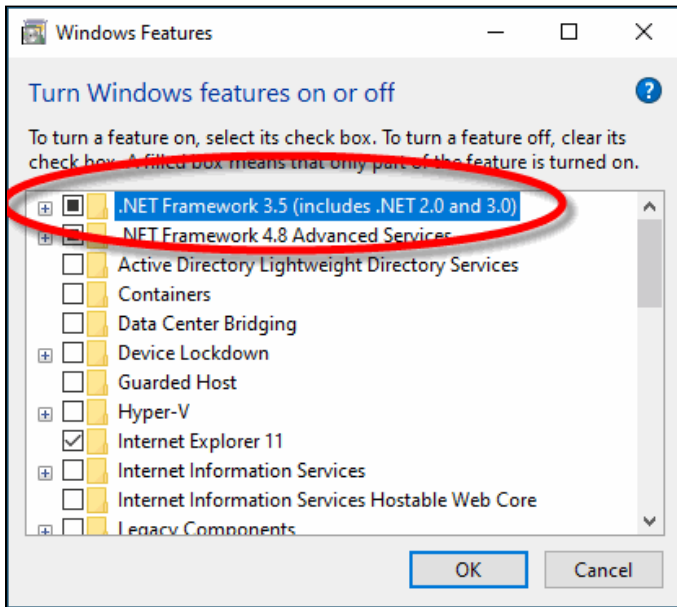 Windows Features
Turn Windows features on or off
To turn a feature on, select its check box. To turn a feature off, clear its
check box. A filled box means that only part of the feature is turned on.
.NET Framework 3.5 (includes .NET 2.0 and 3.0)
.NET Framework 4.8 Advanced Services
Active Directory Lightweight Directory Services
Containers
Data Center Bridging
Device Lockdown
Guarded Host
Hyper-V
Internet Explorer 11
Internet Information Services
Internet Information Services Hostable Web Core
Legacy Components
OK Cancel